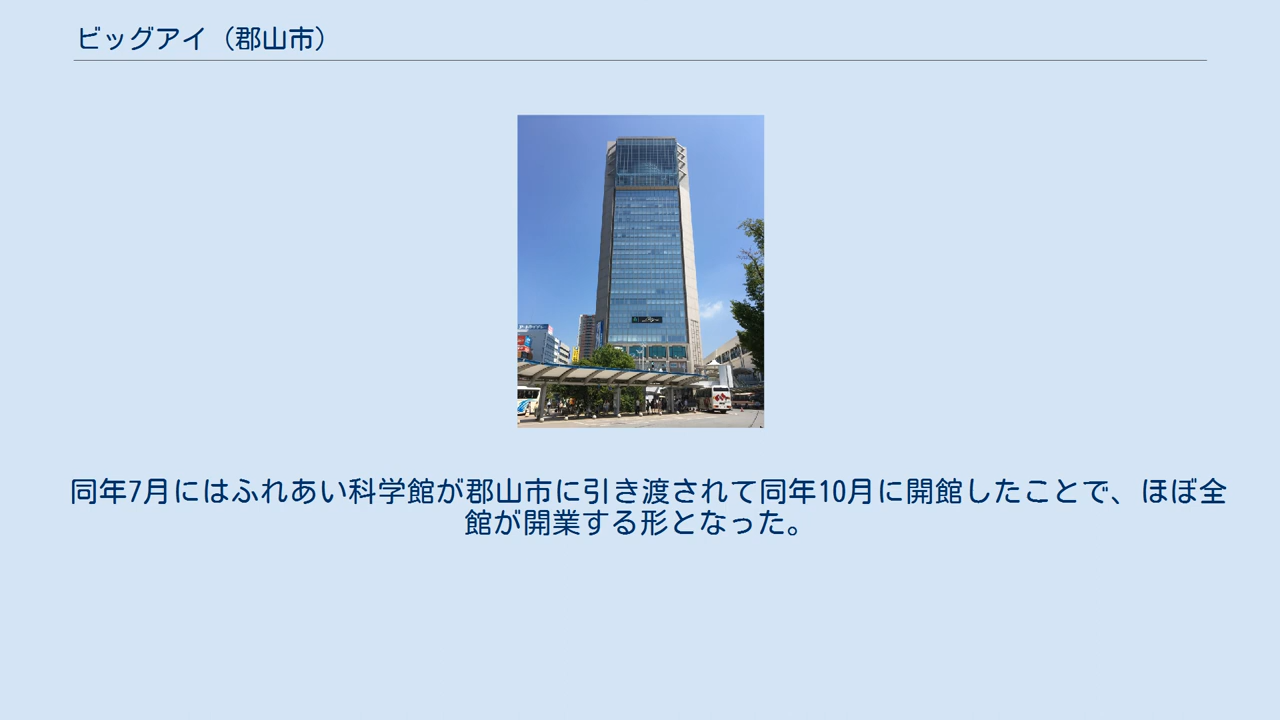 ビッグアイ（郡山市）
同年7月にはふれあい科学館が郡山市に引き渡されて同年10月に開館したことで、ほぼ全
館が開業する形となった。